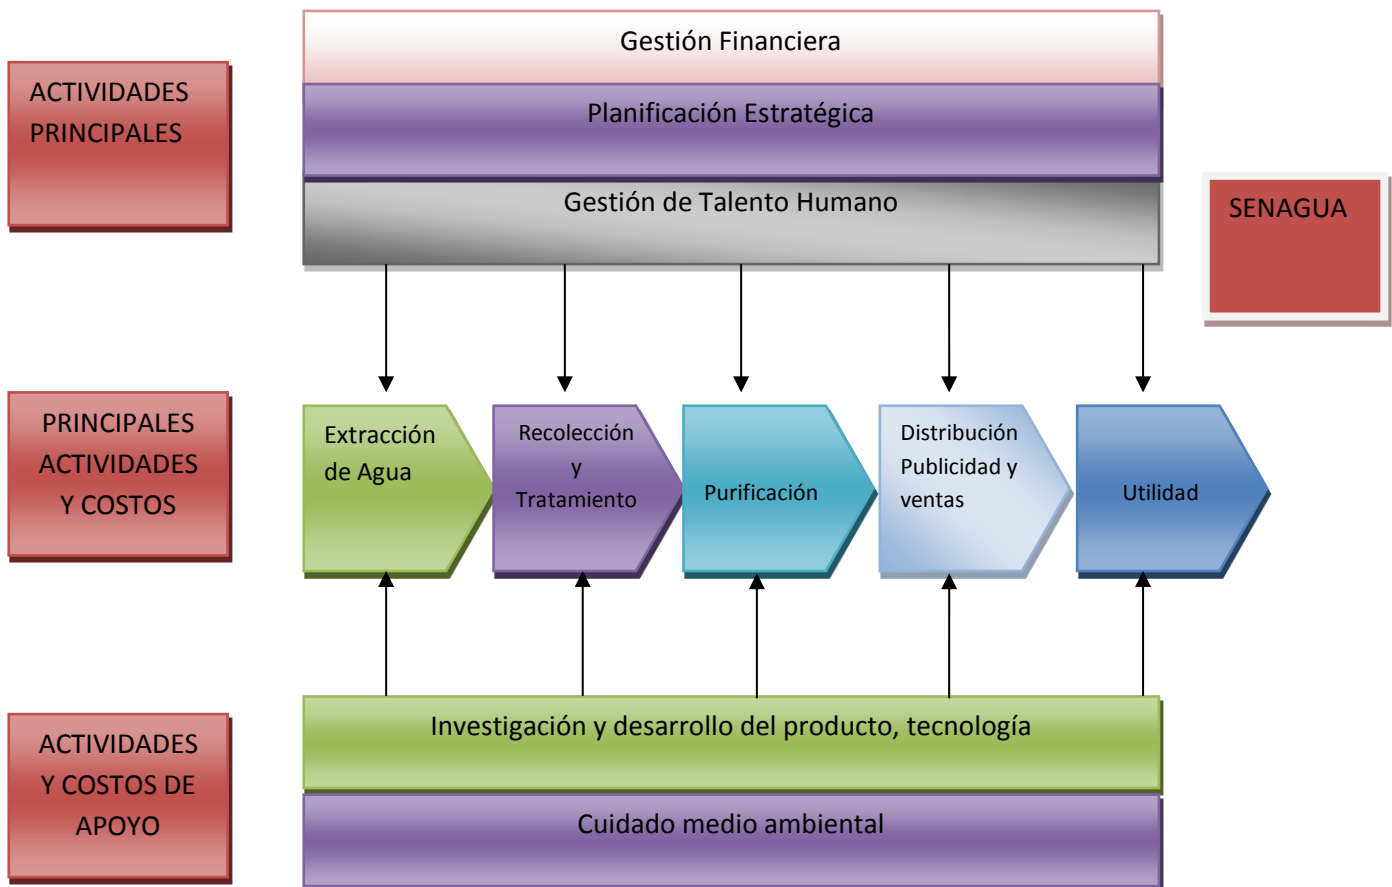 Gestión Financiera
ACTIVIDADES
PRINCIPALES
Planificación Estratégica
Gestión de Talento Humano
SENAGUA
PRINCIPALES
ACTIVIDADES
Y COSTOS
Extracción
de Agua
Recolección
y
Tratamiento
Purificación
Distribución
Publicidad y
ventas
Utilidad
Investigación y desarrollo del producto, tecnología
ACTIVIDADES
Y COSTOS DE
APOYO
Cuidado medio ambiental